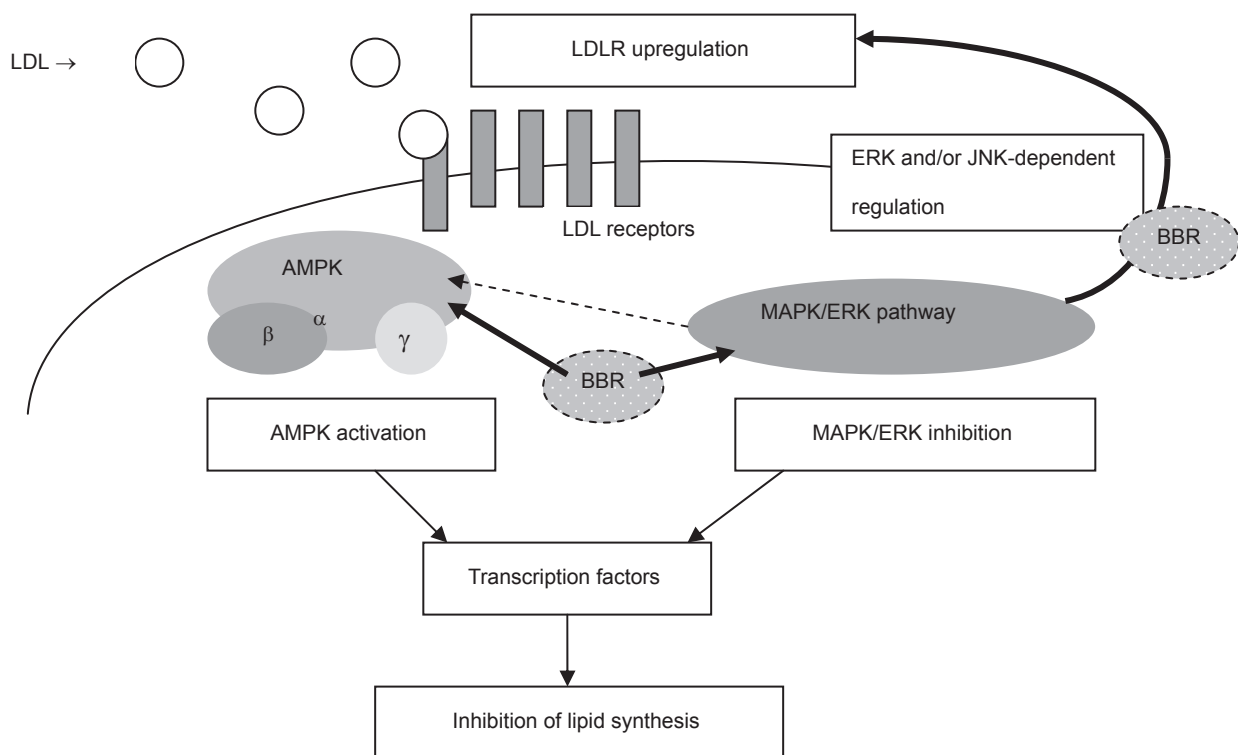 LDLR upregulation
LDL →
ERK and/or JNK-dependent
regulation
LDL receptors
BBR
AMPK
MAPK/ERK pathway
α
β
γ
BBR
AMPK activation
MAPK/ERK inhibition
Transcription factors
Inhibition of lipid synthesis